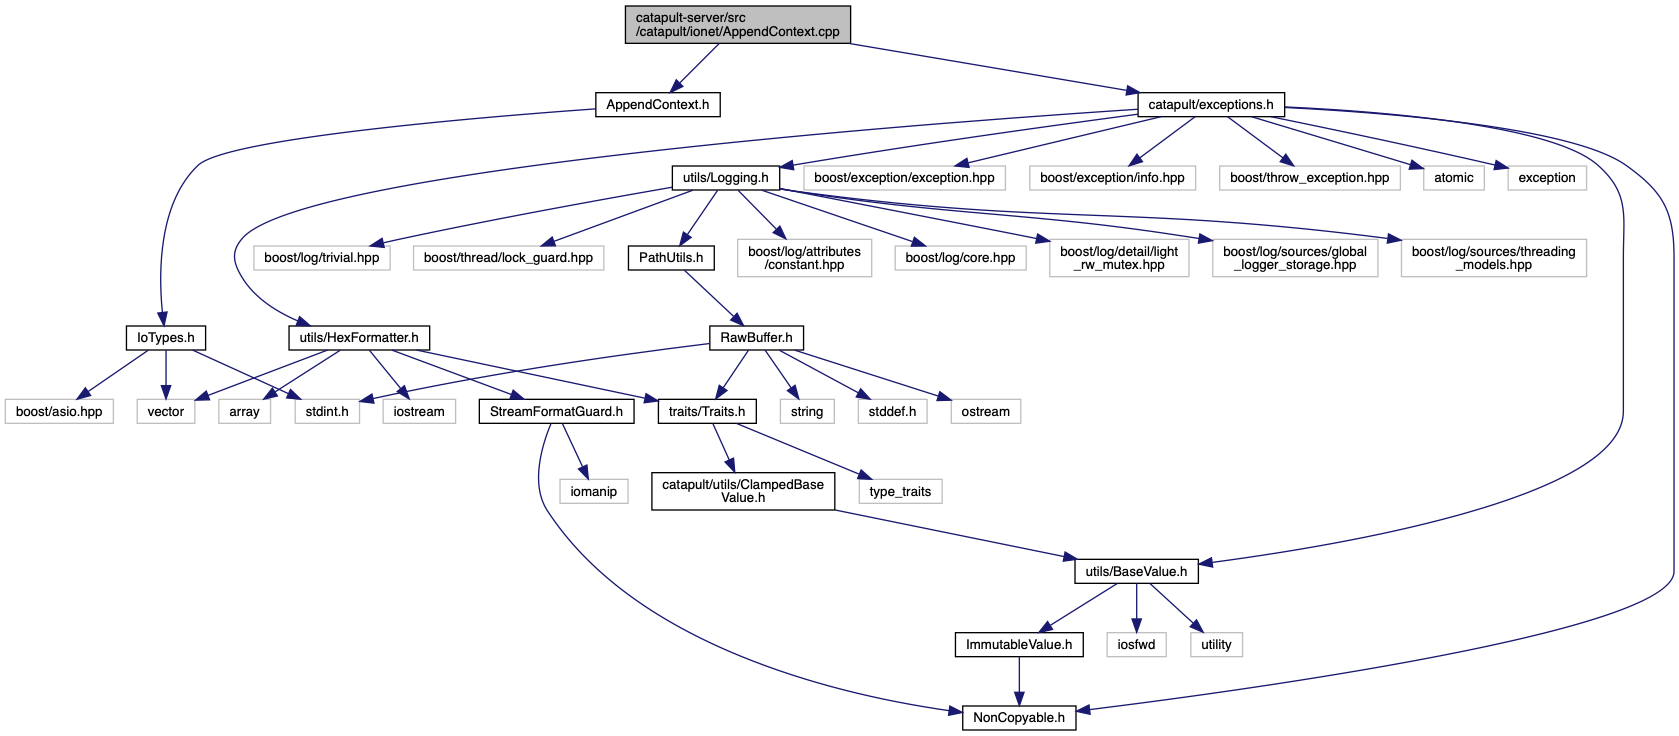 catapult-server/src
/catapult/ionet/AppendContext.cpp
AppendContext.h
catapult/exceptions.h
utils/Logging.h
boost/exception/exception.hpp
boost/exception/info.hpp
boost/throw_exception.hpp
atomic
exception
boost/log/trivial.hpp
boost/thread/lock_guard.hpp
PathUtils.h
boost/log/attributes
/constant.hpp
boost/log/core.hpp
boost/log/detail/light
_rw_mutex.hpp
boost/log/sources/global
_logger_storage.hpp
boost/log/sources/threading
_models.hpp
IoTypes.h
utils/HexFormatter.h
RawBuffer.h
boost/asio.hpp
vector
array
stdint.h
iostream
StreamFormatGuard.h
traits/Traits.h
string
stddef.h
ostream
iomanip
catapult/utils/ClampedBase
Value.h
type_traits
utils/BaseValue.h
ImmutableValue.h
iosfwd
utility
NonCopyable.h